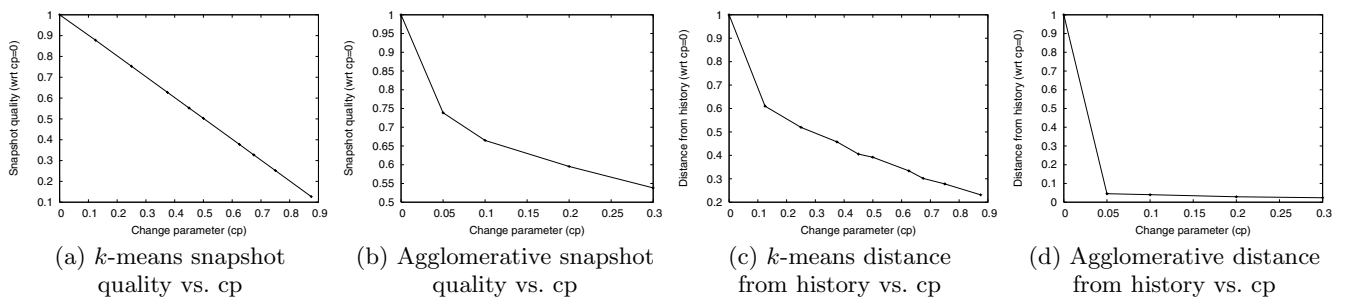 Snapshot quality (wrt cp=0)
1
0.9
0.8
0.7
0.6
0.5
0.4
0.3
0.2
0.1
0 0.1 0.2 0.3 0.4 0.5 0.6 0.7 0.8 0.9
Change parameter (cp)
(a) k-means snapshot
quality vs. cp
Snapshot quality (wrt cp=0)
1
0.95
0.9
0.85
0.8
0.75
0.7
0.65
0.6
0.55
0.5
0 0.05 0.1 0.15 0.2 0.25 0.3
Change parameter (cp)
(b) Agglomerative snapshot
quality vs. cp
Distance from history (wrt cp=0)
1
0.9
0.8
0.7
0.6
0.5
0.4
0.3
0.2
0 0.1 0.2 0.3 0.4 0.5 0.6 0.7 0.8 0.9
Change parameter (cp)
(c) k-means distance
from history vs. cp
Distance from history (wrt cp=0)
1
0.9
0.8
0.7
0.6
0.5
0.4
0.3
0.2
0.1
0
0 0.05 0.1 0.15 0.2 0.25 0.3
Change parameter (cp)
(d) Agglomerative distance
from history vs. cp